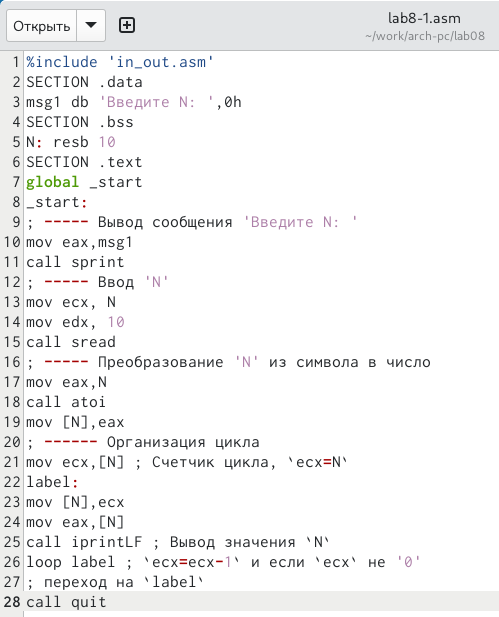 Открыть
lab8-1.asm
~/work/arch-pc/lab08
1 %include 'in_out.asm'
2 SECTION .data
3 msg1 db 'Введите N: ',0h
4 SECTION .bss
5 N: resb 10
6 SECTION .text
7 global _start
8 _start:
9 ; ----- Вывод сообщения 'Введите N: '
10 mov eax,msg1
11 call sprint
12 ; ----- Ввод 'N'
13 mov ecx, N
14 mov edx, 10
15 call sread
16 ; ----- Преобразование 'N' из символа в число
17 mov eax,N
18 call atoi
19 mov [N],eax
20 ; ------ Организация цикла
21 mov ecx,[N] ; Счетчик цикла, `ecx=N`
22 label:
23 mov [N],ecx
24 mov eax,[N]
25 call iprintLF ; Вывод значения `N`
26 loop label ; `ecx=ecx-1` и если `ecx` не '0'
27 ; переход на `label`
28 call quit